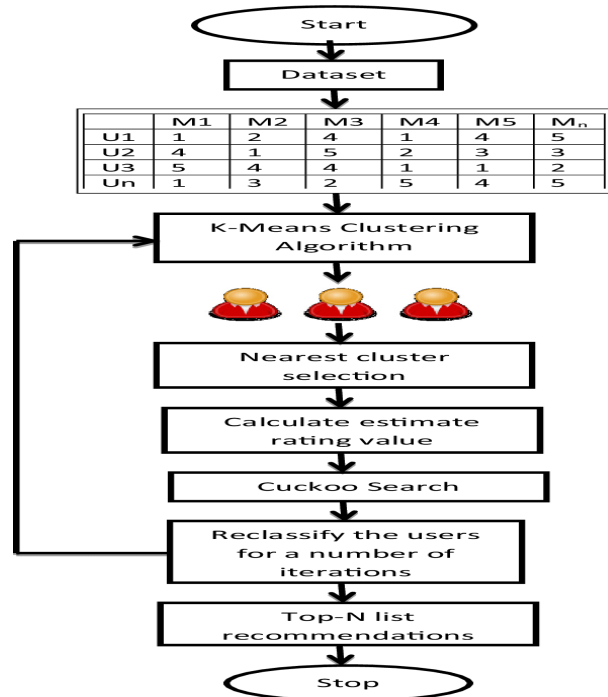 Start
Dataset
M1 M2 M3 M4 M5 Mn
U1 1 2 4 1 4 5
U2 4 1 5 2 3 3
U3 5 4 4 1 1 2
Un 1 3 2 5 4 5
K-Means Clustering
Algorithm
Nearest cluster
selection
Calculate estimate
rating value
Cuckoo Search
Reclassify the users
for a number of
iterations
Top-N list
recommendations
Stop